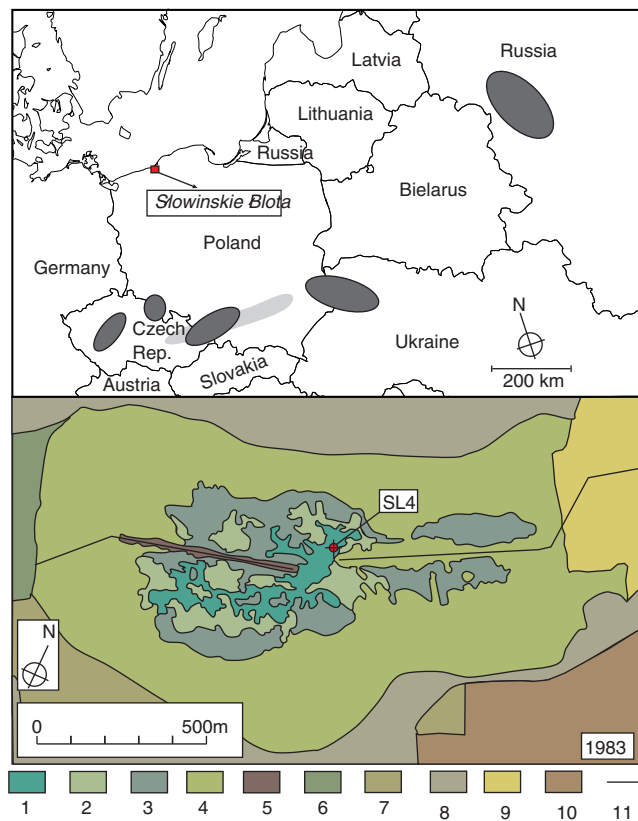 Latvia
Russia
Lithuania
Russia
Bielarus
Słowinskie Błota
Poland
Germany
Czech
Rep.
Ukraine
N
200 km
Slovakia
Austria
SL4
N
0 500m
1983
1 2 3 4 5 6 7 8 9 10 11